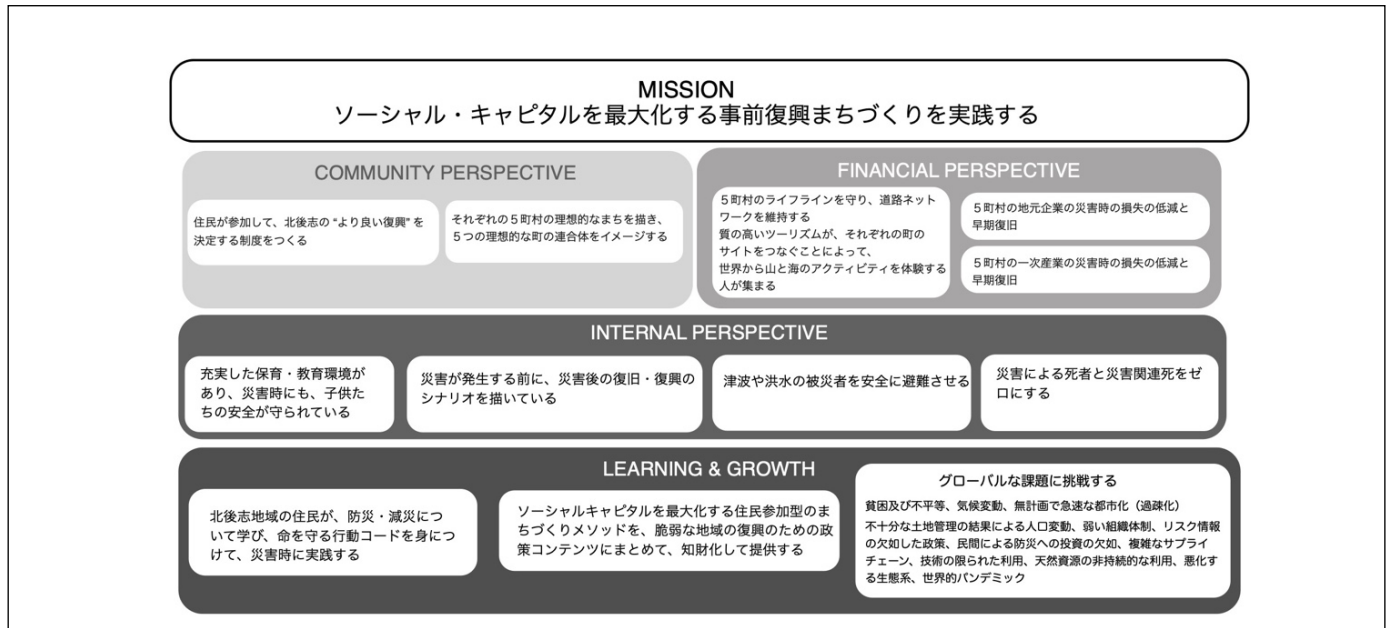 MISSION
ソーシャル・キャピタルを最大化する事前復興まちづくりを実践する
COMMUNITY PERSPECTIVE
住民が参加して、北後志の “より良い復興” を
決定する制度をつくる
それぞれの５町村の理想的なまちを描き、
５つの理想的な町の連合体をイメージする
FINANCIAL PERSPECTIVE
５町村のライフラインを守り、道路ネット
ワークを維持する
質の高いツーリズムが、それぞれの町の
サイトをつなぐことによって、
世界から山と海のアクティビティを体験する
人が集まる
５町村の地元企業の災害時の損失の低減と
早期復旧
５町村の一次産業の災害時の損失の低減と
早期復旧
INTERNAL PERSPECTIVE
充実した保育・教育環境が
あり、災害時にも、子供た
ちの安全が守られている
災害が発生する前に、災害後の復旧・復興の
シナリオを描いている
津波や洪水の被災者を安全に避難させる
災害による死者と災害関連死をゼ
ロにする
LEARNING & GROWTH
北後志地域の住民が、防災・減災につ
いて学び、命を守る行動コードを身につ
けて、災害時に実践する
ソーシャルキャピタルを最大化する住民参加型のま
ちづくりメソッドを、脆弱な地域の復興のための政
策コンテンツにまとめて、知財化して提供する
グローバルな課題に挑戦する
貧困及び不平等、気候変動、無計画で急速な都市化（過疎化）
不十分な土地管理の結果による人口変動、弱い組織体制、リスク情報
の欠如した政策、民間による防災への投資の欠如、複雑なサプライ
チェーン、技術の限られた利用、天然資源の非持続的な利用、悪化す
る生態系、世界的パンデミック